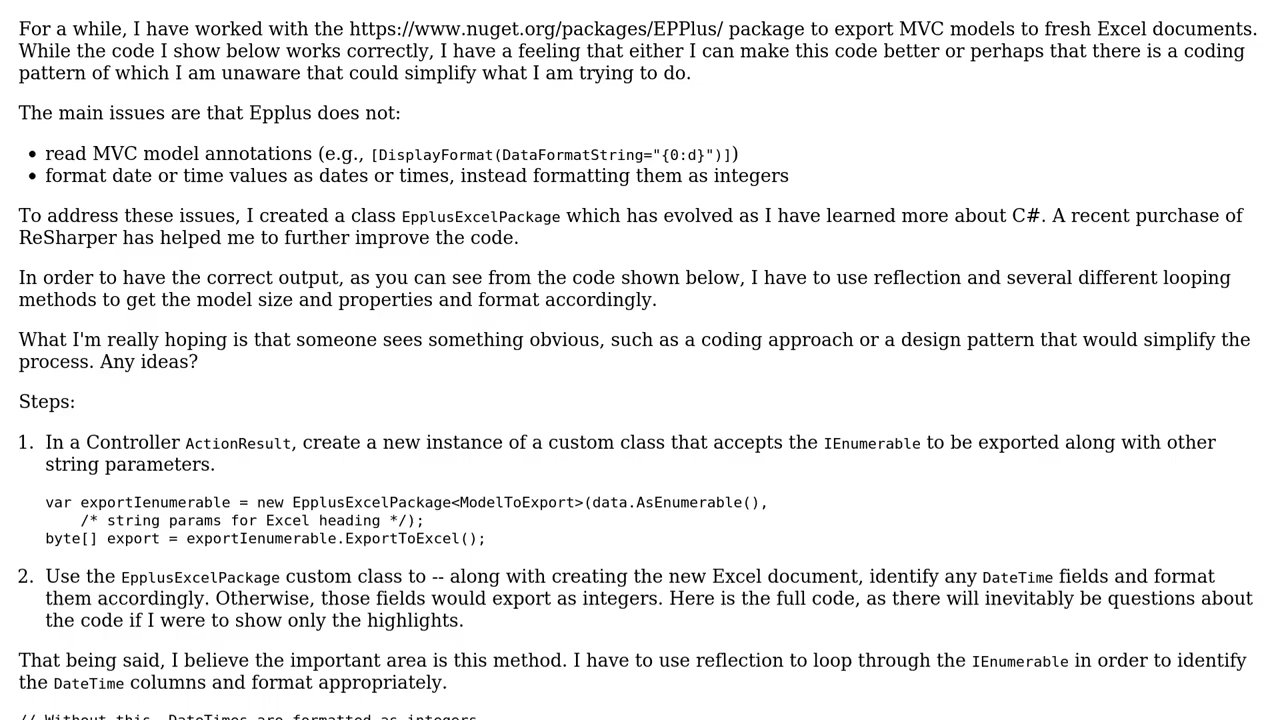 For a while, I have worked with the https://www.nuget.org/packages/EPPlus/ package to export MVC models to fresh Excel documents.
While the code I show below works correctly, I have a feeling that either I can make this code better or perhaps that there is a coding
pattern of which I am unaware that could simplify what I am trying to do.
The main issues are that Epplus does not:
• read MVC model annotations (e.g., [DisplayFormat(DataFormatString="{0:d}")])
• format date or time values as dates or times, instead formatting them as integers
To address these issues, I created a class EpplusExcelPackage which has evolved as I have learned more about C#. A recent purchase of
ReSharper has helped me to further improve the code.
In order to have the correct output, as you can see from the code shown below, I have to use reflection and several different looping
methods to get the model size and properties and format accordingly.
What I'm really hoping is that someone sees something obvious, such as a coding approach or a design pattern that would simplify the
process. Any ideas?
Steps:
1. In a Controller ActionResult, create a new instance of a custom class that accepts the IEnumerable to be exported along with other
string parameters.
var exportIenumerable = new EpplusExcelPackage<ModelToExport>(data.AsEnumerable(),
/* string params for Excel heading */);
byte[] export = exportIenumerable.ExportToExcel();
2. Use the EpplusExcelPackage custom class to -- along with creating the new Excel document, identify any DateTime fields and format
them accordingly. Otherwise, those fields would export as integers. Here is the full code, as there will inevitably be questions about
the code if I were to show only the highlights.
That being said, I believe the important area is this method. I have to use reflection to loop through the IEnumerable in order to identify
the DateTime columns and format appropriately.
// Without this, DateTimes are formatted as integers